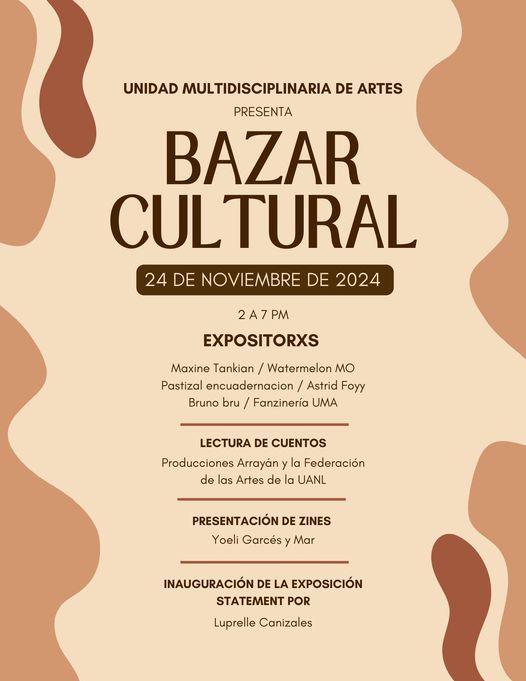 UNIDAD MULTIDISCIPLINARIA DE ARTES
PRESENTA
BAZAR
CULTURAL
24 DE NOVIEMBRE DE 2024
2 A 7 PM
EXPOSITORXS
Maxine Tankian / Watermelon MO
Pastizal encuadernacion / Astrid Foyy
Bruno bru / Fanzinería UMA
LECTURA DE CUENTOS
Producciones Arrayán y la Federación
de las Artes de la UANL
PRESENTACIÓN DE ZINES
Yoeli Garcés y Mar
INAUGURACIÓN DE LA EXPOSICIÓN
STATEMENT POR
Luprelle Canizales